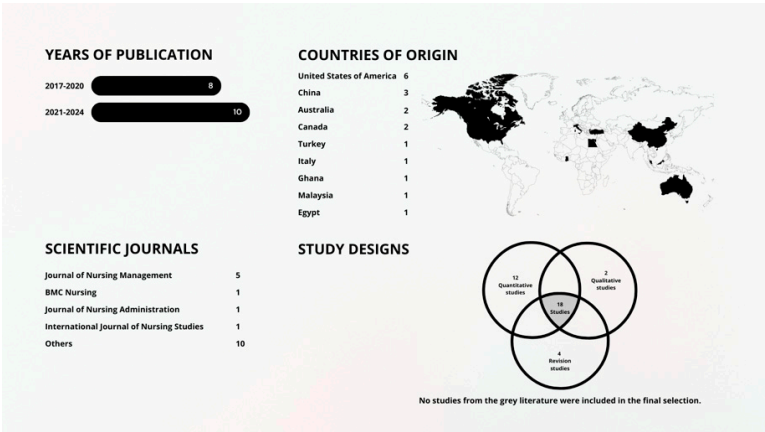 YEARS OF PUBLICATION
2017-2020 8
2021-2024 10
COUNTRIES OF ORIGIN
United States of America 6
China 3
Australia 2
Canada 2
Turkey 1
Italy 1
Ghana 1
Malaysia 1
Egypt 1
SCIENTIFIC JOURNALS
Journal of Nursing Management 5
BMC Nursing 1
Journal of Nursing Administration 1
International Journal of Nursing Studies 1
Others 10
STUDY DESIGNS
12
Quantitative
studies
2
Qualitative
studies
18
Studies
4
Revision
studies
No studies from the grey literature were included in the final selection.